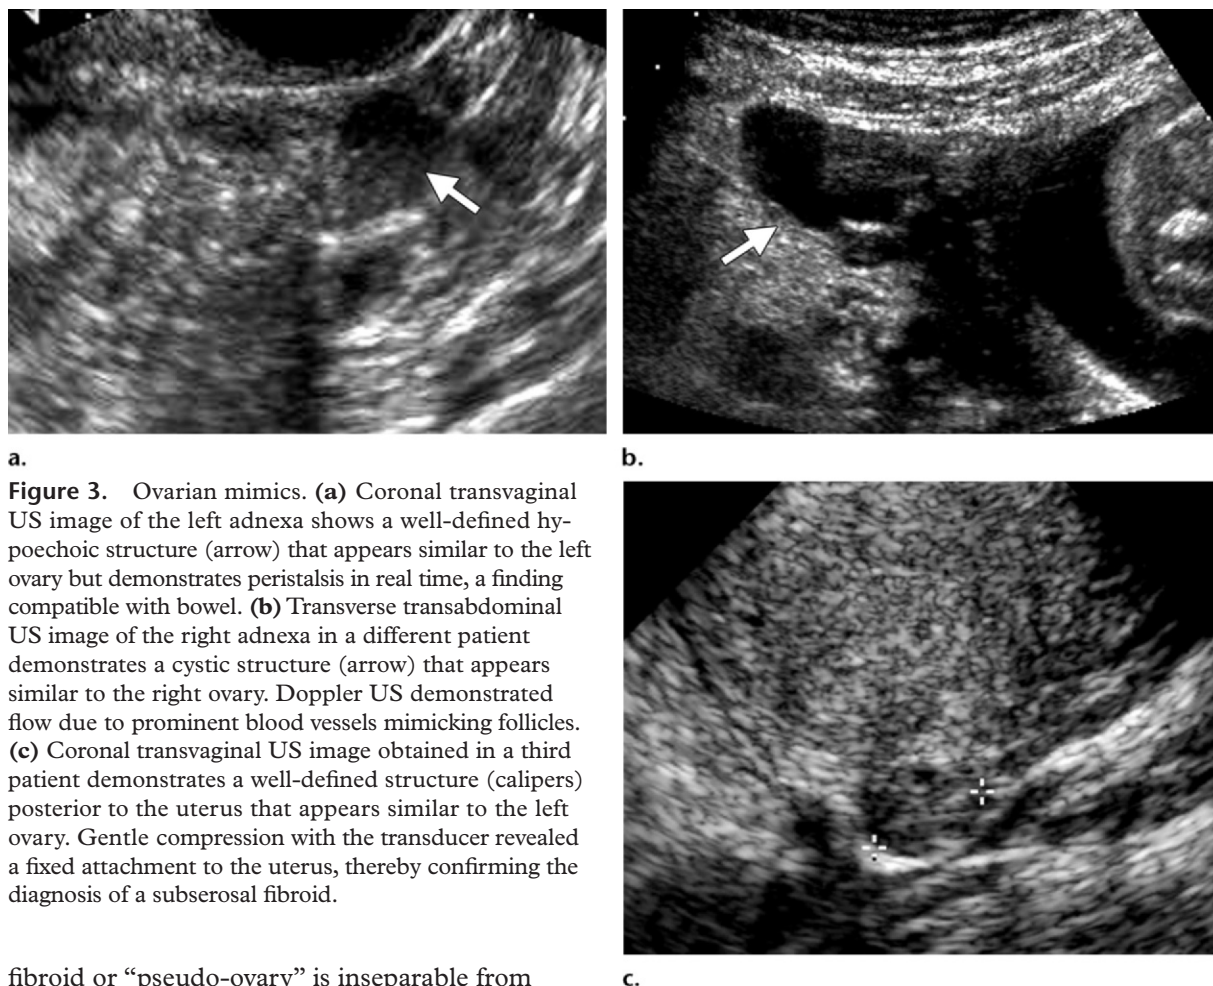 a.
b.
Figure 3. Ovarian mimics. (a) Coronal transvaginal
US image of the left adnexa shows a well-defined hy-
poechoic structure (arrow) that appears similar to the left
ovary but demonstrates peristalsis in real time, a finding
compatible with bowel. (b) Transverse transabdominal
US image of the right adnexa in a different patient
demonstrates a cystic structure (arrow) that appears
similar to the right ovary. Doppler US demonstrated
flow due to prominent blood vessels mimicking follicles.
(c) Coronal transvaginal US image obtained in a third
patient demonstrates a well-defined structure (calipers)
posterior to the uterus that appears similar to the left
ovary. Gentle compression with the transducer revealed
a fixed attachment to the uterus, thereby confirming the
diagnosis of a subserosal fibroid.
fibroid or “pseudo-ovary” is inseparable from
c.